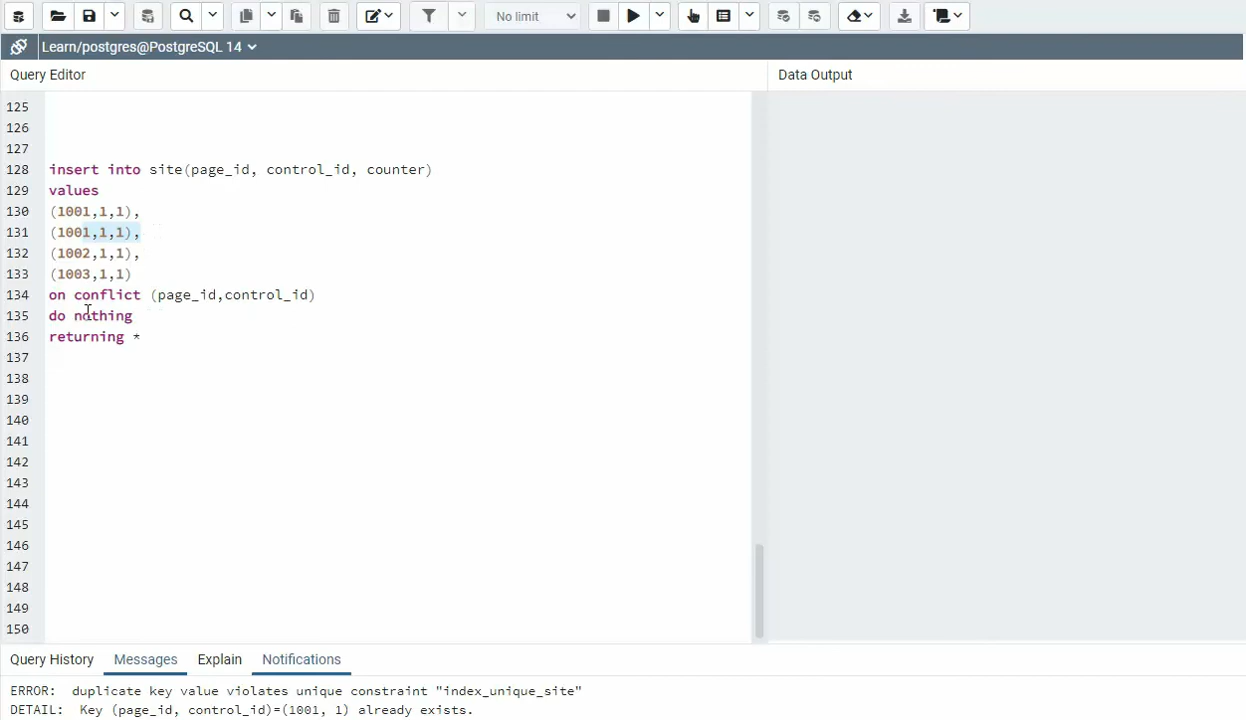 No limit
Learn/postgres@PostgreSQL 14
Query Editor
Data Output
125
126
127
128 insert into site(page_id, control_id, counter)
129 values
130 (1001,1,1),
131 (1001,1,1),
132 (1002,1,1),
133 (1003,1,1)
134 on conflict (page_id,control_id)
135 do nothing
136 returning *
137
138
139
140
141
142
143
144
145
146
147
148
149
150
Query History Messages Explain Notifications
ERROR: duplicate key value violates unique constraint "index_unique_site"
DETAIL: Key (page_id, control_id)=(1001, 1) already exists.